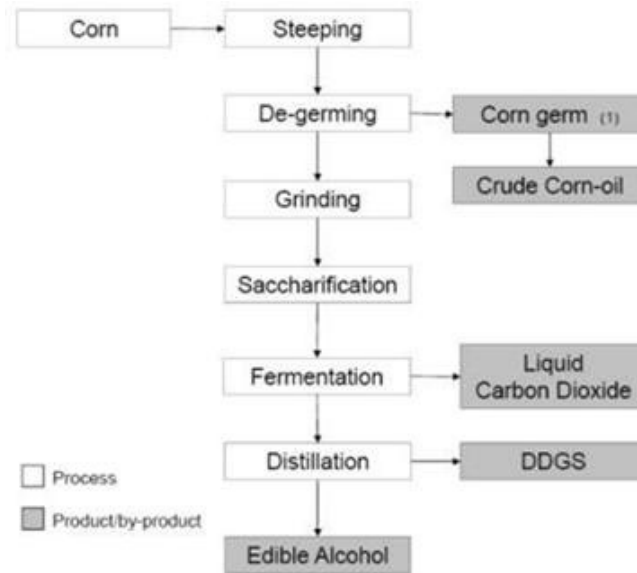 Corn
Steeping
De-germing
Corn germ (1)
Crude Corn-oil
Grinding
Saccharification
Fermentation
Liquid
Carbon Dioxide
Distillation
DDGS
Process
Product/by-product
Edible Alcohol